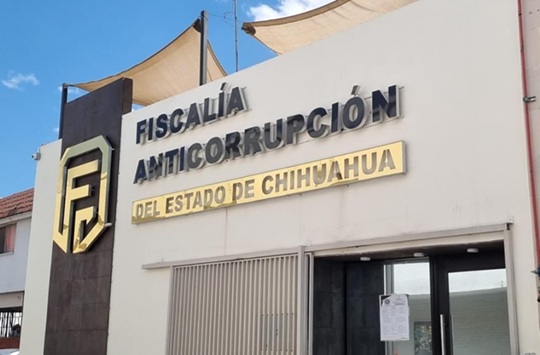 FISCALÍA
ANTICORRUPCIÓN
DEL ESTADO DE CHIHUAHUA